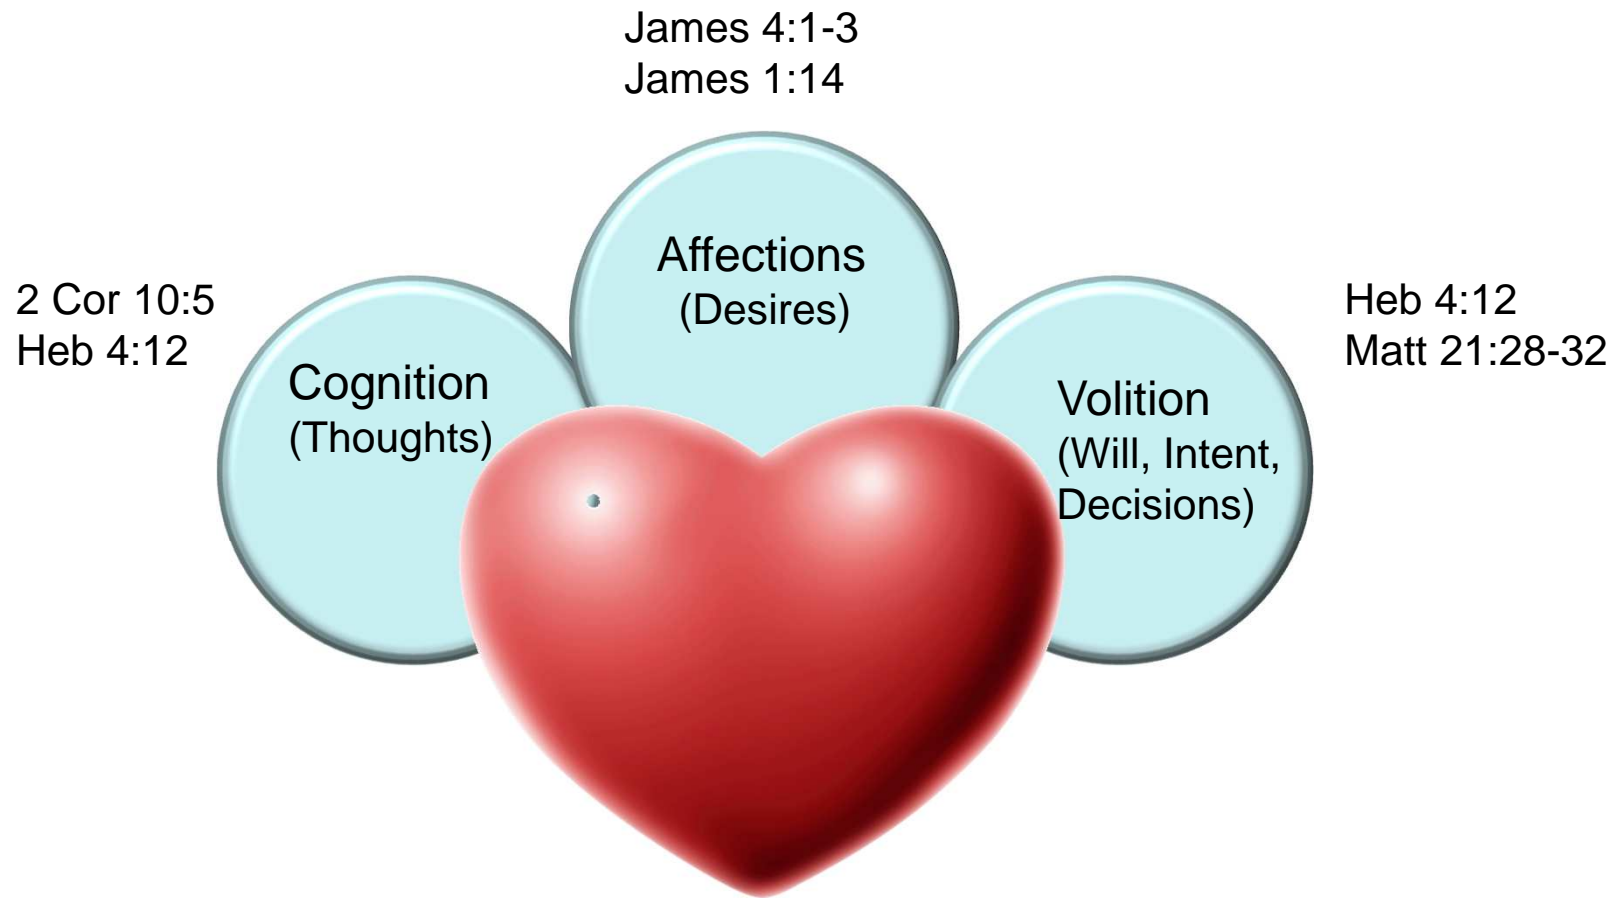 James 4:1-3
James 1:14
Affections
(Desires)
2 Cor 10:5
Heb 4:12
Cognition
(Thoughts)
Heb 4:12
Matt 21:28-32
Volition
(Will, Intent,
Decisions)